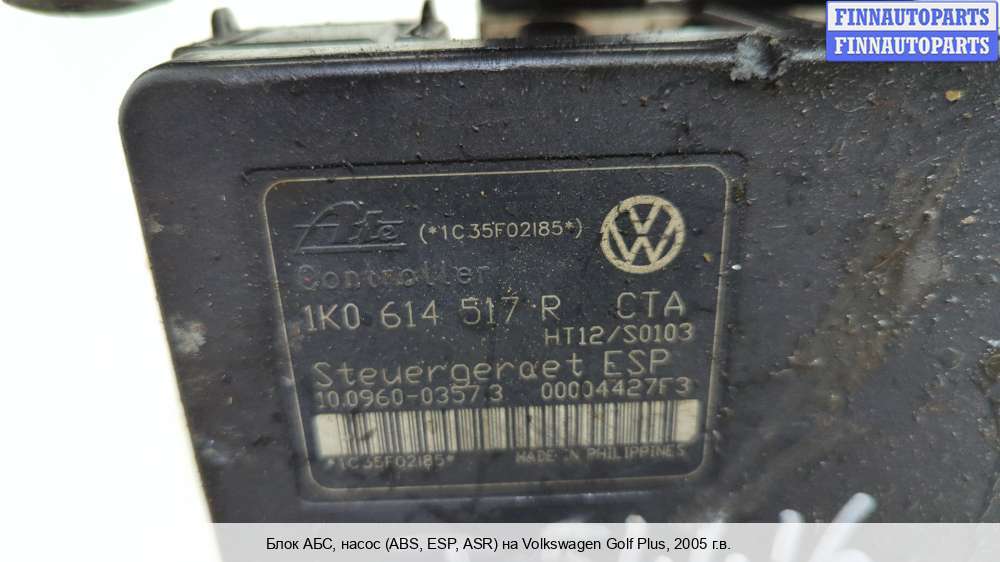 FINNAUTOPARTS
FINNAUTOPARTS
Ate (*1C35F02185*)
Controller
1K0 614 517 R CTA
HT12/S0103
Steuergeraet ESP
10.0960-0357.3 00004427F3
*1C35F02185* MADE IN PHILIPPINES
Блок АБС, насос (ABS, ESP, ASR) на Volkswagen Golf Plus, 2005 г.в.